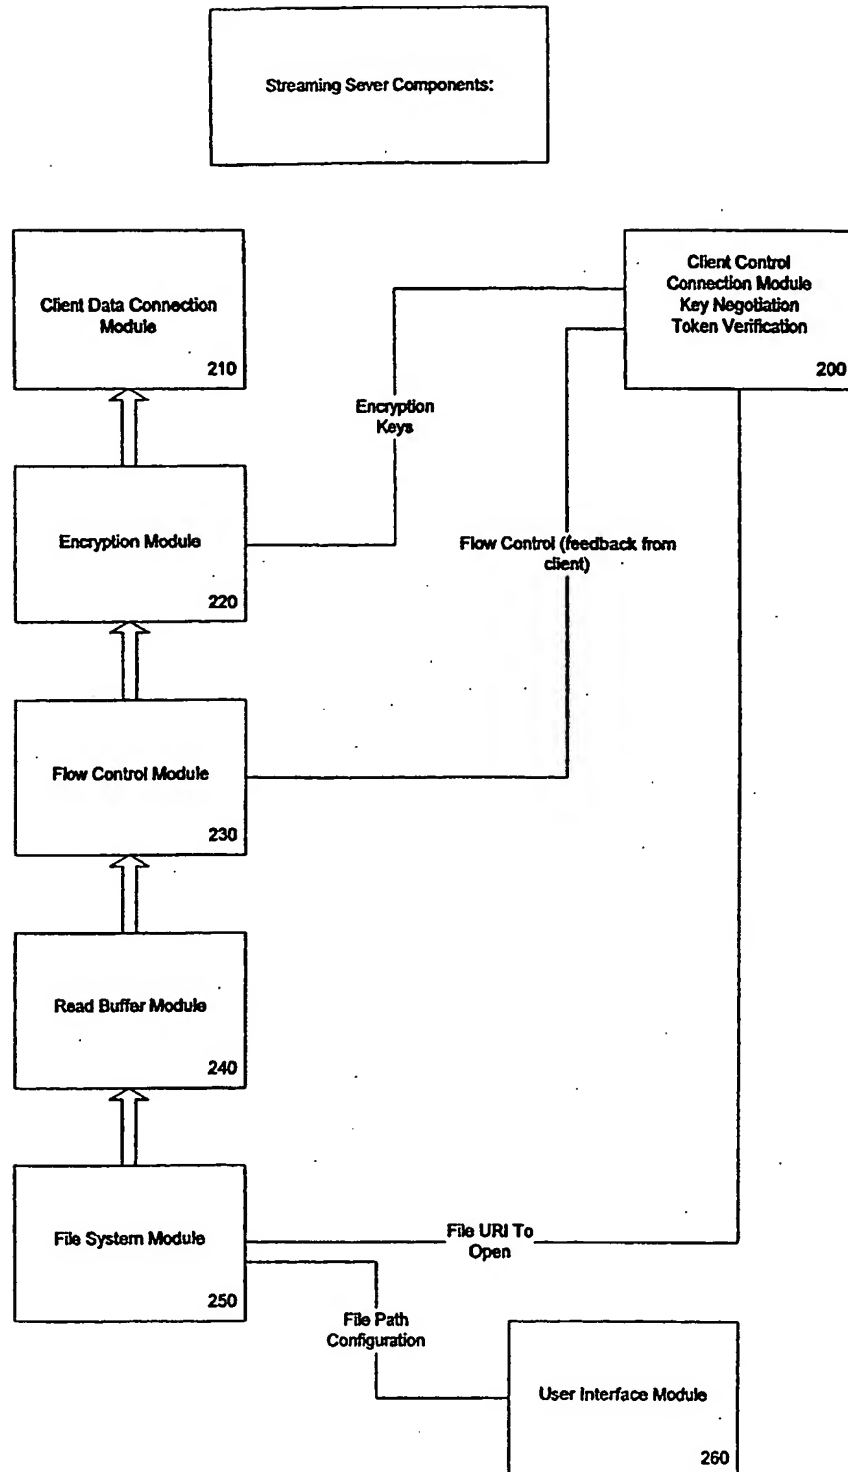 Streaming Sever Components:
Client Data Connection
Module
210
Client Control
Connection Module
Key Negotiation
Token Verification
200
Encryption
Keys
Encryption Module
220
Flow Control (feedback from
client)
Flow Control Module
230
Read Buffer Module
240
File System Module
250
File URI To
Open
File Path
Configuration
User Interface Module
260